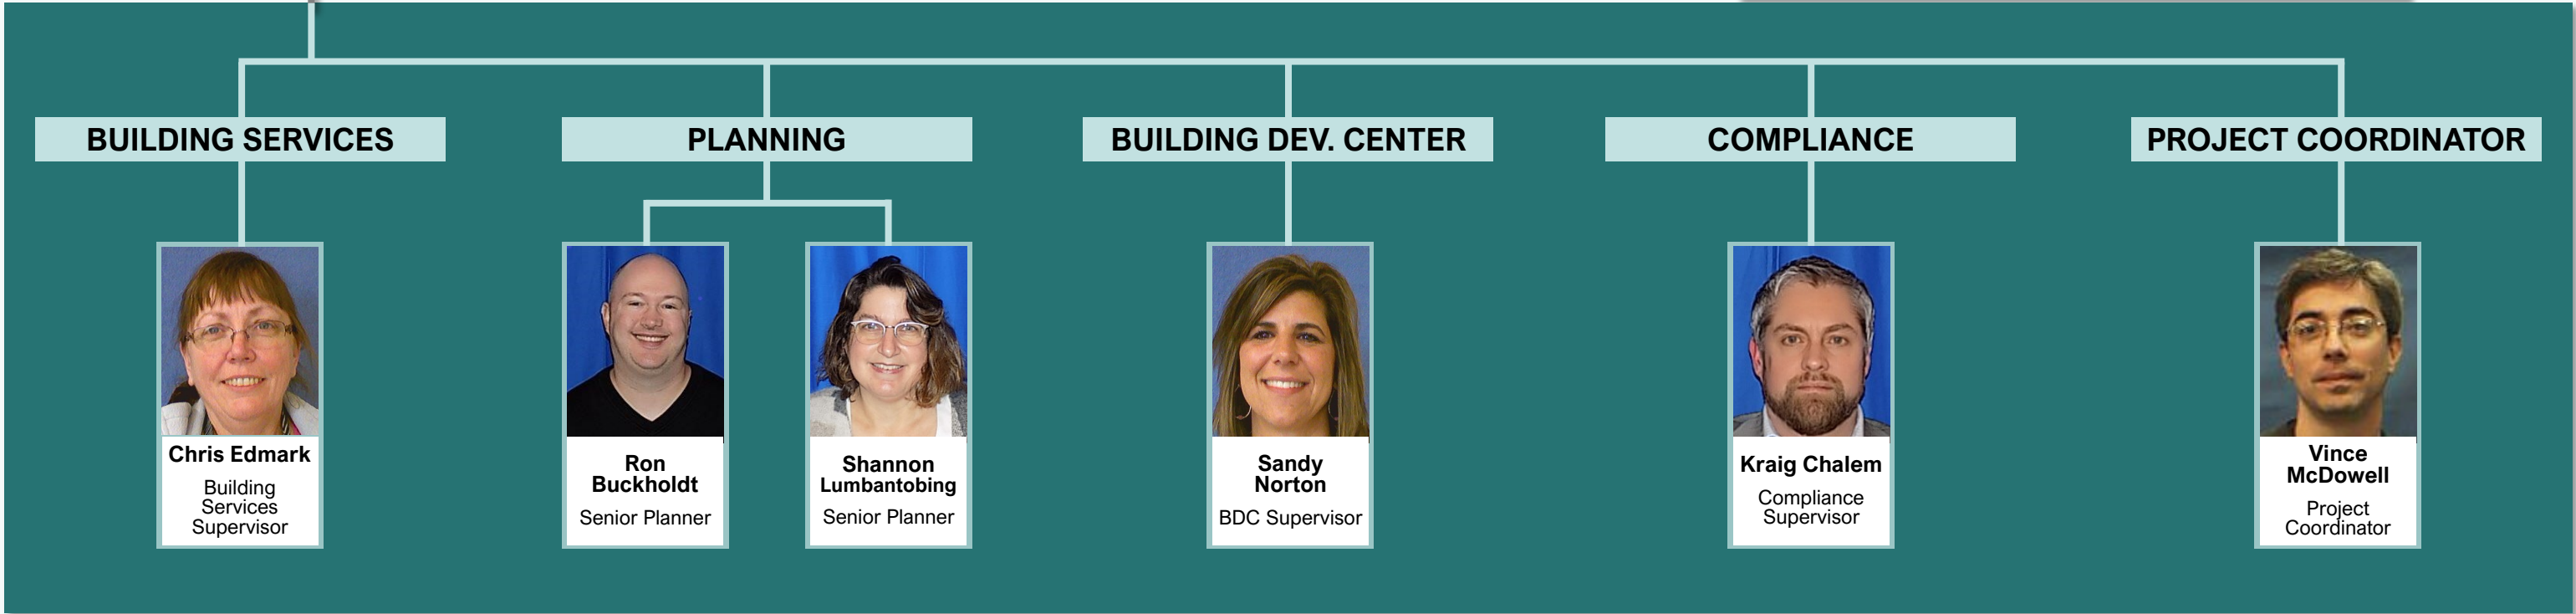 BUILDING SERVICES
PLANNING
BUILDING DEV. CENTER
COMPLIANCE
PROJECT COORDINATOR
Chris Edmark
Building
Services
Supervisor
Ron
Buckholdt
Senior Planner
Shannon
Lumbantobing
Senior Planner
Sandy
Norton
BDC Supervisor
Kraig Chalem
Compliance
Supervisor
Vince
McDowell
Project
Coordinator